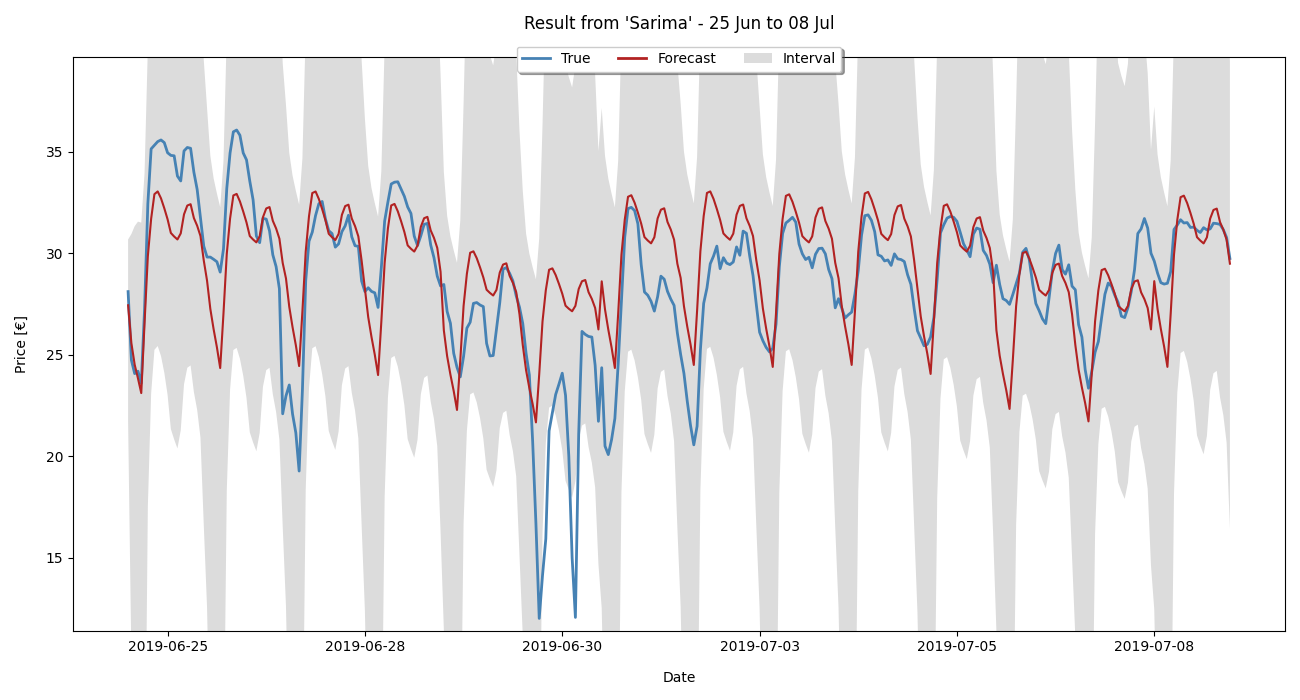 Result from 'Sarima' - 25 Jun to 08 Jul
True Forecast Interval
35
30
25
20
15
Price [€]
2019-06-25 2019-06-28 2019-06-30 2019-07-03 2019-07-05 2019-07-08
Date